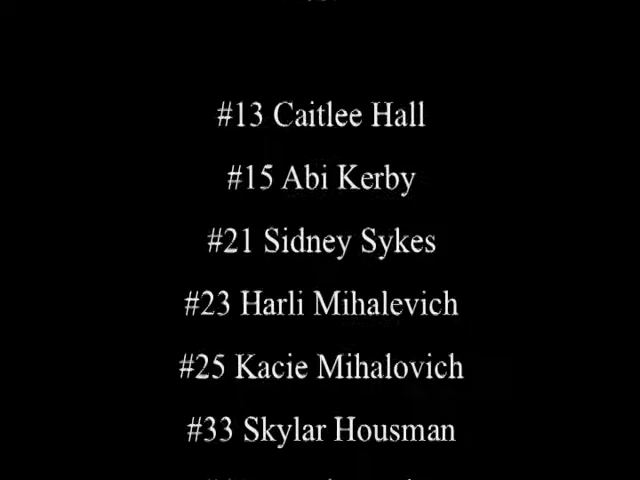 #13 Caitlee Hall
#15 Abi Kerby
#21 Sidney Sykes
#23 Harli Mihalevich
#25 Kacie Mihalovich
#33 Skylar Housman